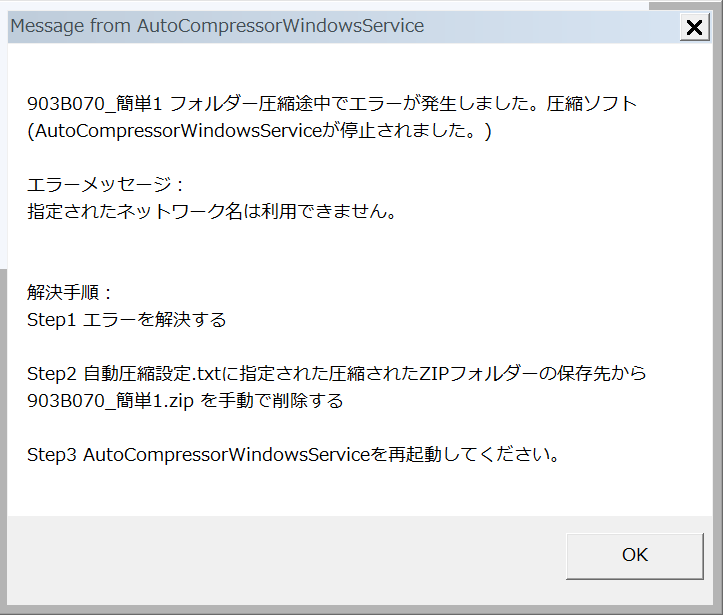 Message from AutoCompressorWindowsService
903B070_簡単1 フォルダー圧縮途中でエラーが発生しました。圧縮ソフト
(AutoCompressorWindowsServiceが停止されました。)
エラーメッセージ：
指定されたネットワーク名は利用できません。
解決手順：
Step1 エラーを解決する
Step2 自動圧縮設定.txtに指定された圧縮されたZIPフォルダーの保存先から
903B070_簡単1.zip を手動で削除する
Step3 AutoCompressorWindowsServiceを再起動してください。
OK